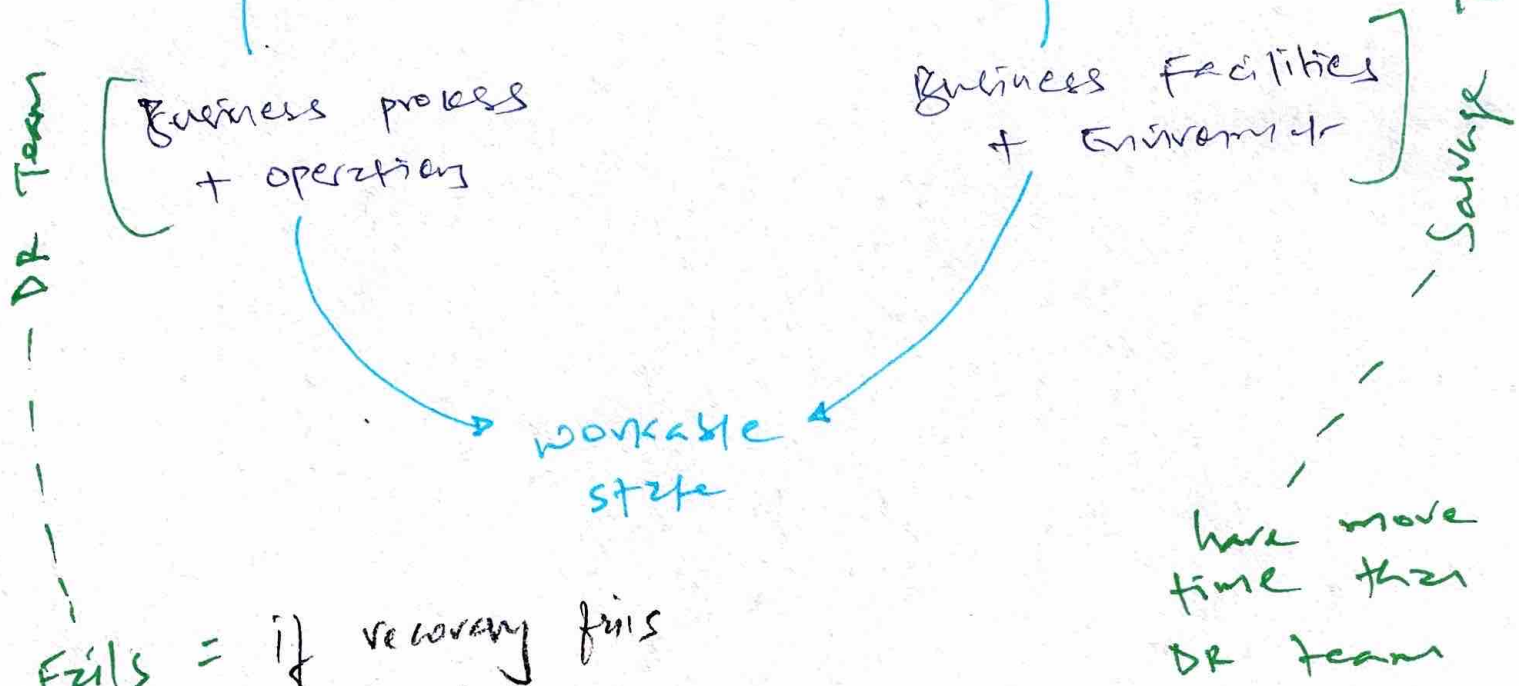 DR Team
Business process
+ operations
Business Facilities
+ Environment
Salvage
workable
state
have more
time than
DR team
Fails = if recovery fails